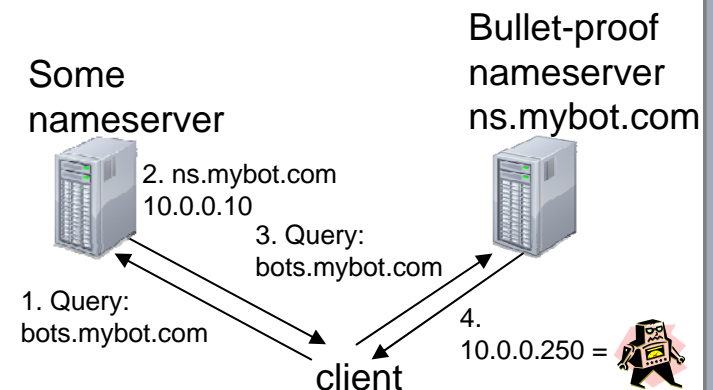 Some
nameserver
Bullet-proof
nameserver
ns.mybot.com
2. ns.mybot.com
10.0.0.10
3. Query:
bots.mybot.com
1. Query:
bots.mybot.com
4.
10.0.0.250 =
client